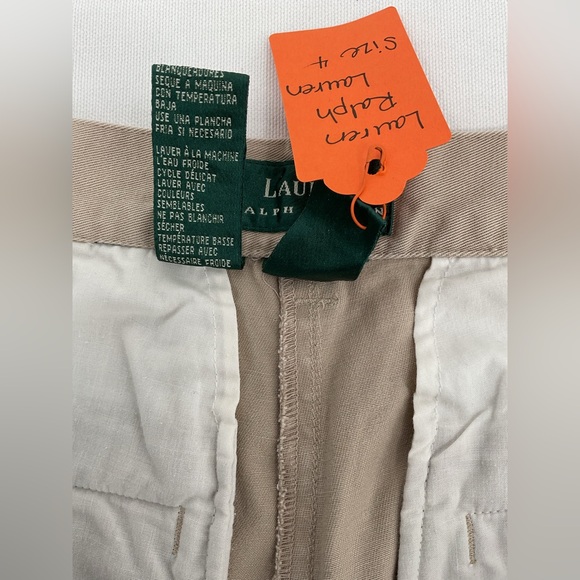 BLANQUEADORES
SEQUE A MAQUINA
CON TEMPERATURA
BAJA
USE UNA PLANCHA
FRIA SI NECESARIO
LAVER À LA MACHINE
L'EAU FROIDE
CYCLE DÉLICAT
LAVER AVEC
COULEURS
SEMBLABLES
NE PAS BLANCHIR
SÉCHER
TEMPÉRATURE BASSE
REPASSER AVEC
NÉCESSAIRE FROIDE
LAU
ALPH
N
Lauren
Ralph
Lauren
Size 4